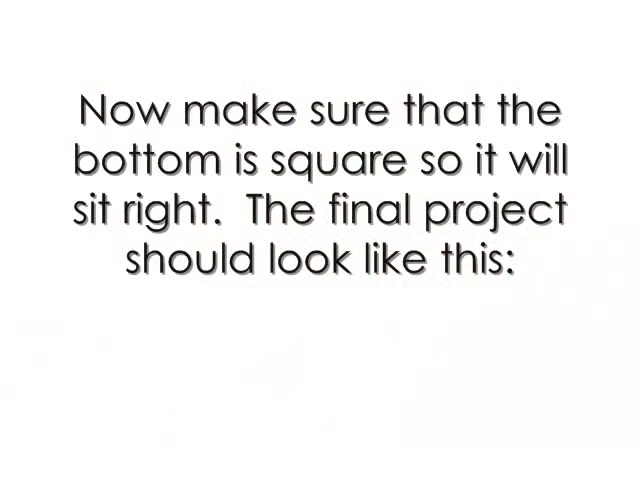 Now make sure that the
bottom is square so it will
sit right.  The final project
should look like this: